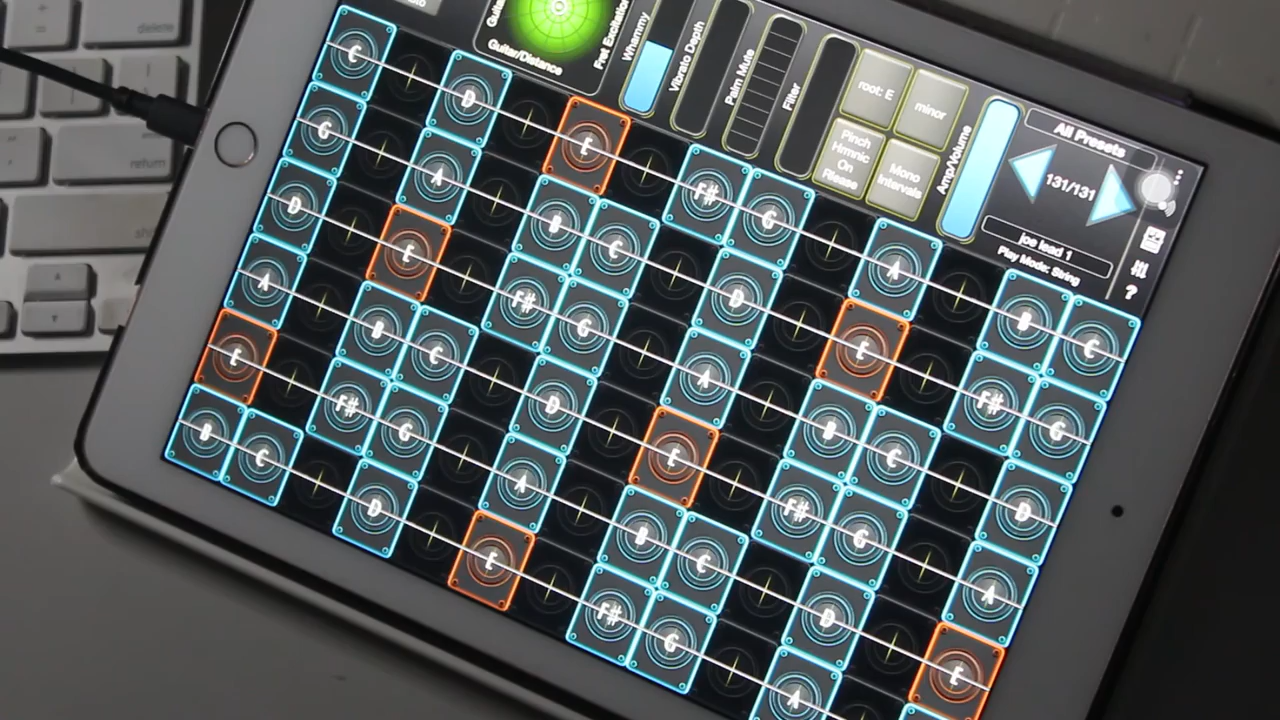 delete
return
shift
Guitar/Distance
Fret Excitation
Whammy
Vibrato Depth
Palm Mute
Filter
root: E
minor
Pinch
Hrmnic
On
Rlease
Mono
Intervals
Amp/Volume
All Presets
131/131
joe lead 1
Play Mode: String
?
C D E F# G A B C
G A B C D E F# G
D E F# G A B C D
A B C D E F# G A
E F# G A B C D E
B C D E F# G A